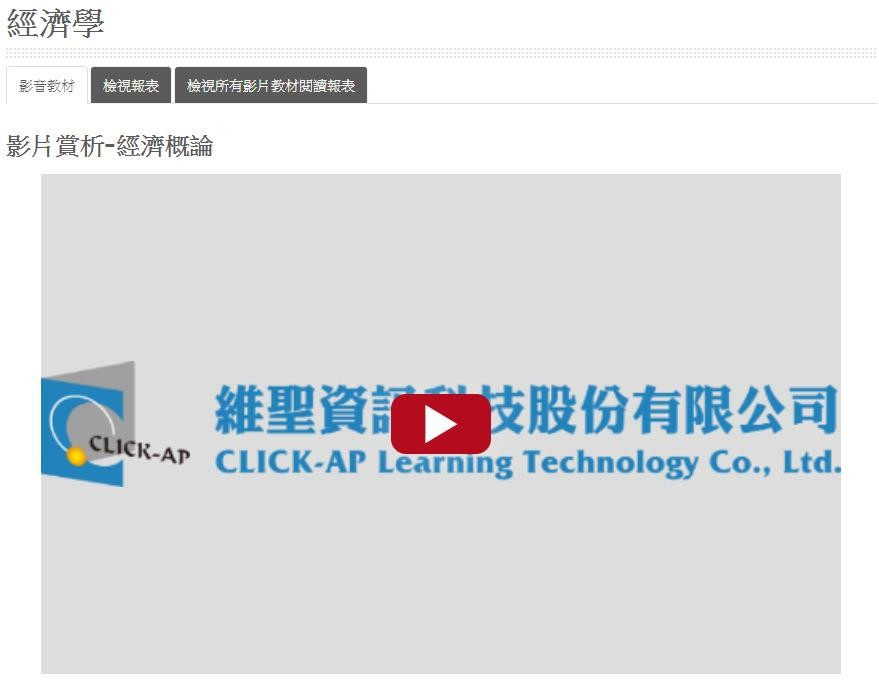 經濟學
影音教材
檢視報表
檢視所有影片教材閱讀報表
影片賞析-經濟概論
CLICK-AP
維聖資訊科技股份有限公司
CLICK-AP Learning Technology Co., Ltd.